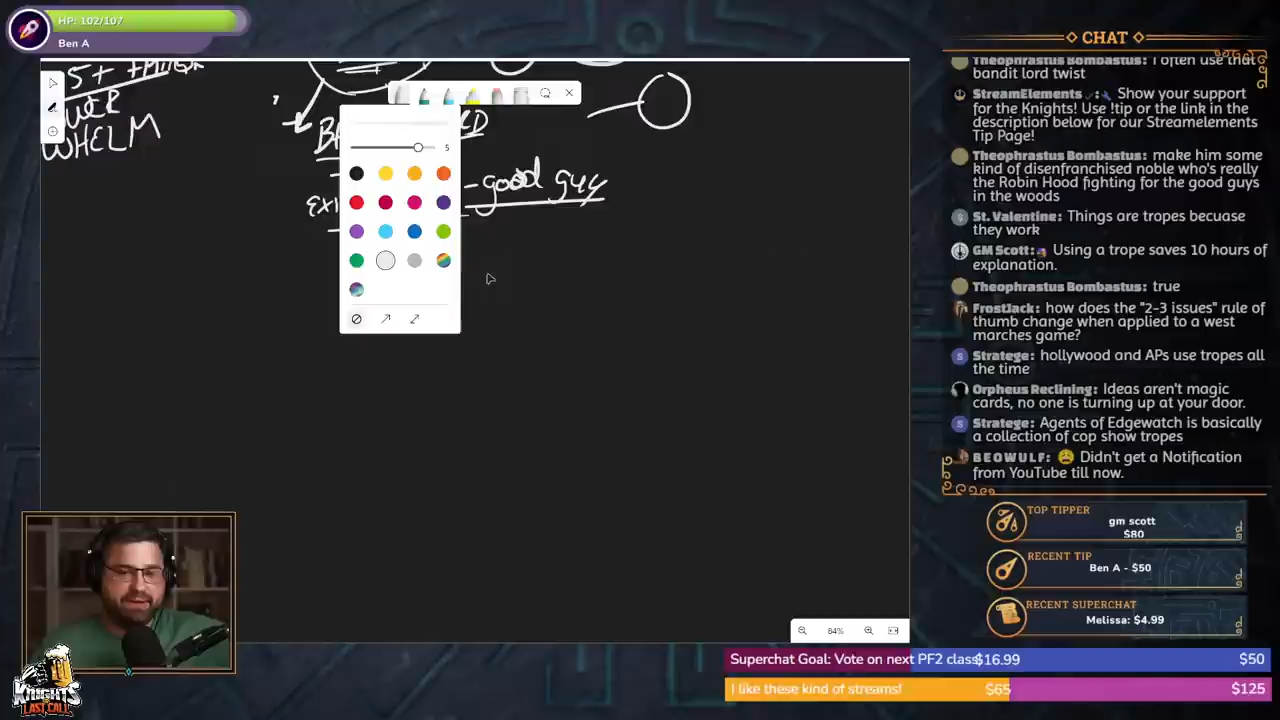 HP: 102/107
Ben A
5+
WHELM
-good guy
5
84%
CHAT
Theophrastus Bombastus: I often use that
bandit lord twist
StreamElements: Show your support
for the Knights! Use !tip or the link in the
description below for our Streamelements
Tip Page!
Theophrastus Bombastus: make him some
kind of disenfranchised noble who's really
the Robin Hood fighting for the good guys
in the woods
St. Valentine: Things are tropes becuase
they work
GM Scott: Using a trope saves 10 hours of
explanation.
Theophrastus Bombastus: true
FrostJack: how does the "2-3 issues" rule of
thumb change when applied to a west
marches game?
Stratege: hollywood and APs use tropes all
the time
Orpheus Reclining: Ideas aren't magic
cards, no one is turning up at your door.
Stratege: Agents of Edgewatch is basically
a collection of cop show tropes
BEOWULF: 😩 Didn't get a Notification
from YouTube till now.
TOP TIPPER
gm scott
$80
RECENT TIP
Ben A - $50
RECENT SUPERCHAT
Melissa: $4.99
Superchat Goal: Vote on next PF2 class $16.99 $50
I like these kind of streams! $65 $125
KNIGHTS
OF LAST CALL